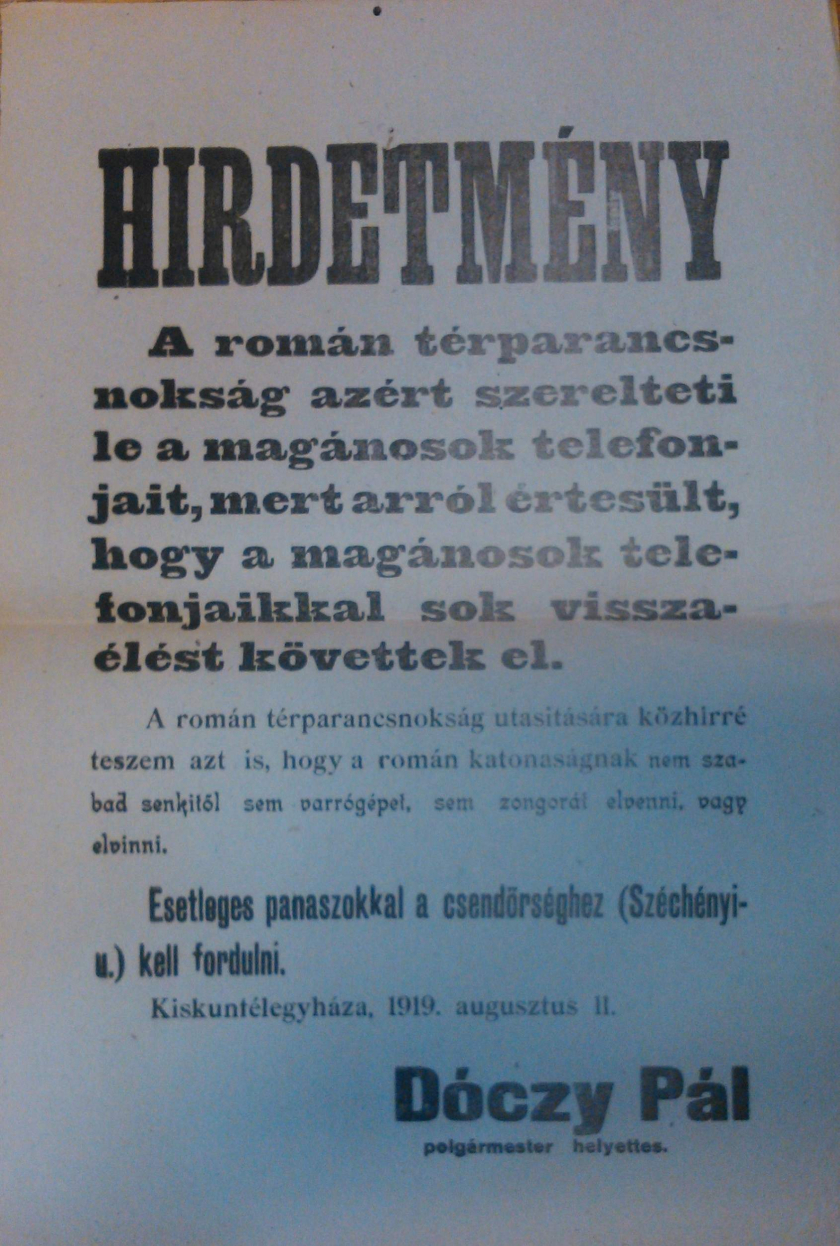 HIRDETMÉNY
A román térparancs-
nokság azért szerelteti
le a magánosok telefon-
jait, mert arról értesült,
hogy a magánosok tele-
fonjaikkal sok vissza-
élést követtek el.
A román térparancsnokság utasitására közhirré
teszem azt is, hogy a román katonaságnak nem sza-
bad senkitől sem varrógépet, sem zongorát elvenni, vagy
elvinni.
Esetleges panaszokkal a csendőrséghez (Széchényi-
u.) kell fordulni.
Kiskunfélegyháza, 1919. augusztus 11.
Dóczy Pál
polgármester helyettes.